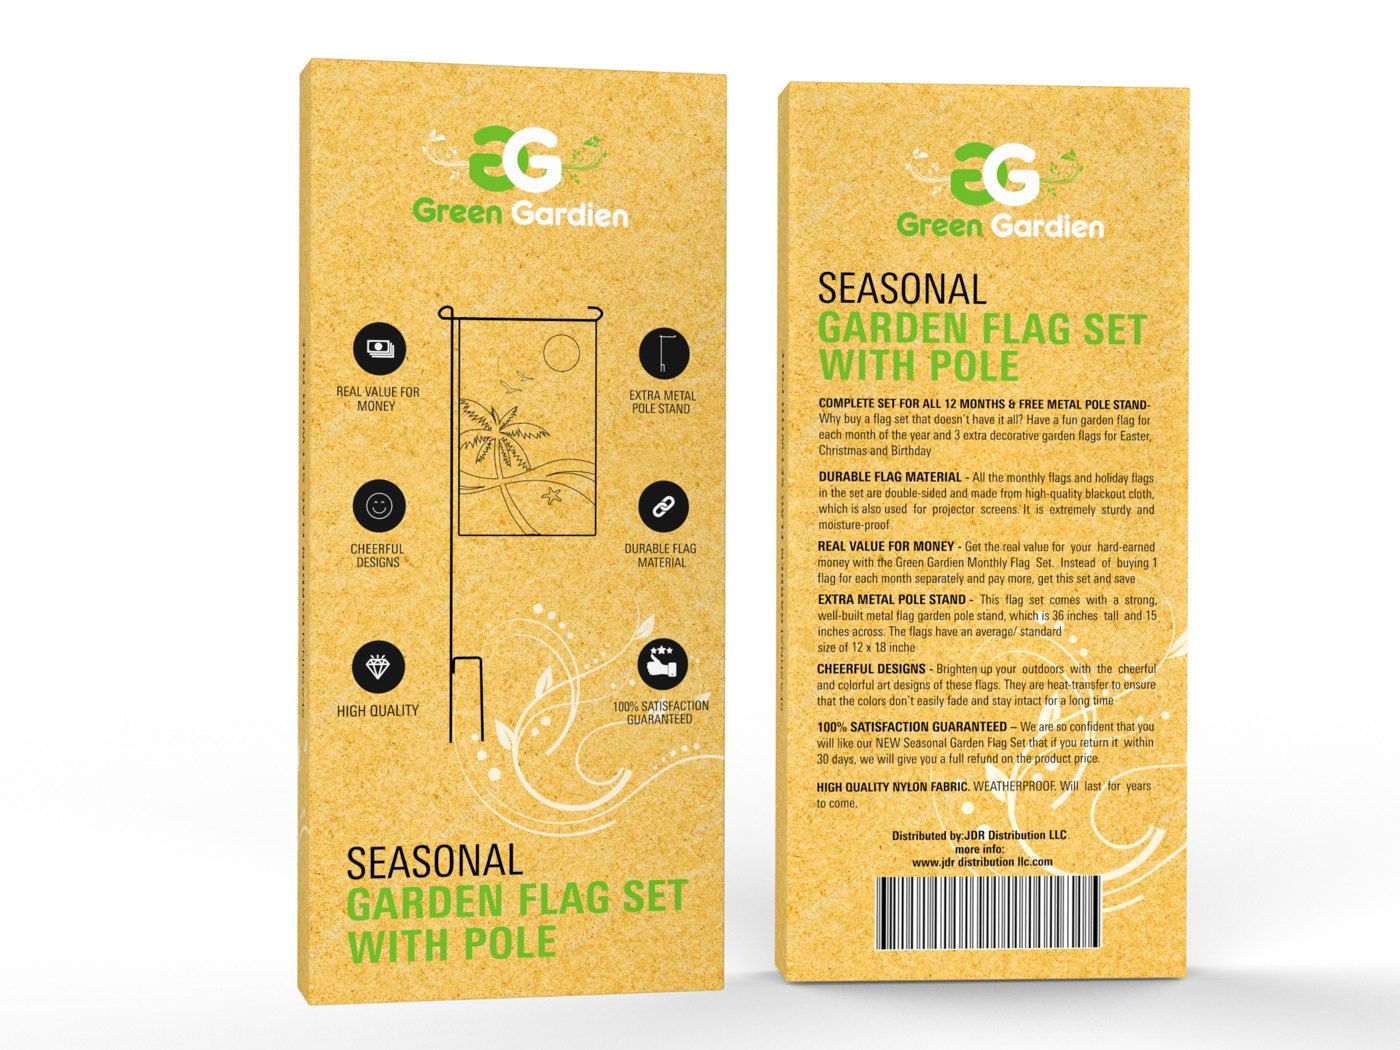 Green Gardien
REAL VALUE FOR
MONEY
EXTRA METAL
POLE STAND
CHEERFUL
DESIGNS
DURABLE FLAG
MATERIAL
HIGH QUALITY
100% SATISFACTION
GUARANTEED
SEASONAL
GARDEN FLAG SET
WITH POLE
SEASONAL GARDEN FLAG SET WITH POLE
Green Gardien
SEASONAL
GARDEN FLAG SET
WITH POLE
COMPLETE SET FOR ALL 12 MONTHS & FREE METAL POLE STAND-
Why buy a flag set that doesn't have it all? Have a fun garden flag for
each month of the year and 3 extra decorative garden flags for Easter,
Christmas and Birthday
DURABLE FLAG MATERIAL - All the monthly flags and holiday flags
in the set are double-sided and made from high-quality blackout cloth,
which is also used for projector screens. It is extremely sturdy and
moisture-proof
REAL VALUE FOR MONEY - Get the real value for your hard-earned
money with the Green Gardien Monthly Flag Set. Instead of buying 1
flag for each month separately and pay more, get this set and save
EXTRA METAL POLE STAND - This flag set comes with a strong,
well-built metal flag garden pole stand, which is 36 inches tall and 15
inches across. The flags have an average/ standard
size of 12 x 18 inche
CHEERFUL DESIGNS - Brighten up your outdoors with the cheerful
and colorful art designs of these flags. They are heat-transfer to ensure
that the colors don't easily fade and stay intact for a long time
100% SATISFACTION GUARANTEED – We are so confident that you
will like our NEW Seasonal Garden Flag Set that if you return it within
30 days, we will give you a full refund on the product price.
HIGH QUALITY NYLON FABRIC. WEATHERPROOF. Will last for years
to come.
Distributed by:JDR Distribution LLC
more info:
www.jdr distribution llc.com